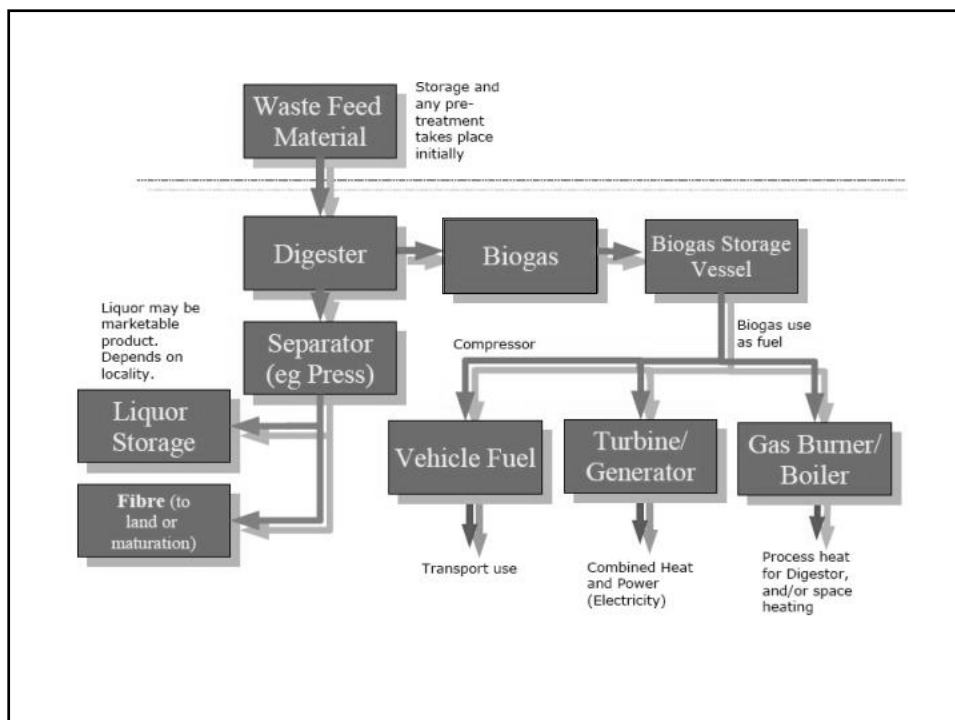 Waste Feed
Material
Storage and
any pre-
treatment
takes place
initially
Digester
Biogas
Biogas Storage
Vessel
Liquor may be
marketable
product.
Depends on
locality.
Separator
(eg Press)
Compressor
Biogas use
as fuel
Liquor
Storage
Vehicle Fuel
Turbine/
Generator
Gas Burner/
Boiler
Fibre (to
land or
maturation)
Transport use
Combined Heat
and Power
(Electricity)
Process heat
for Digestor,
and/or space
heating